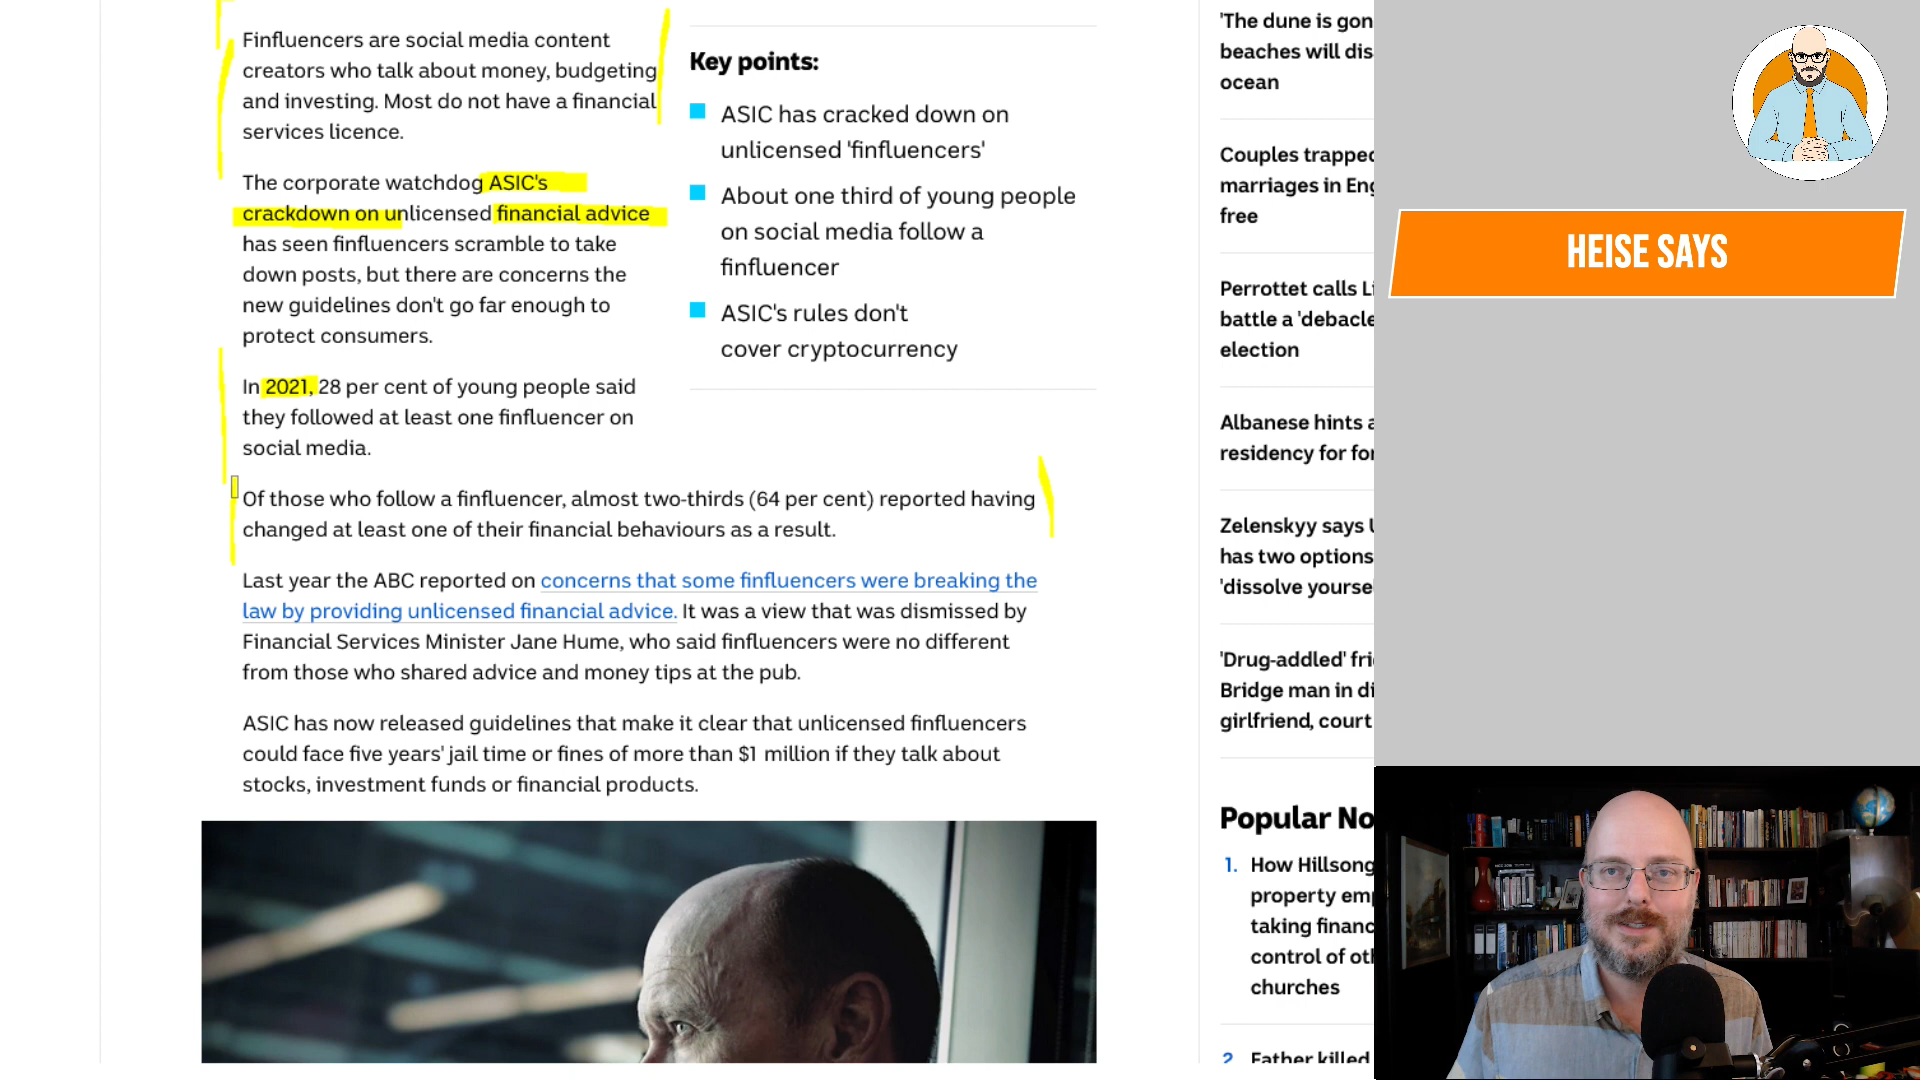 Finfluencers are social media content
creators who talk about money, budgeting
and investing. Most do not have a financial
services licence.
The corporate watchdog ASIC's
crackdown on unlicensed financial advice
has seen finfluencers scramble to take
down posts, but there are concerns the
new guidelines don't go far enough to
protect consumers.
In 2021, 28 per cent of young people said
they followed at least one finfluencer on
social media.
Of those who follow a finfluencer, almost two-thirds (64 per cent) reported having
changed at least one of their financial behaviours as a result.
Last year the ABC reported on concerns that some finfluencers were breaking the
law by providing unlicensed financial advice. It was a view that was dismissed by
Financial Services Minister Jane Hume, who said finfluencers were no different
from those who shared advice and money tips at the pub.
ASIC has now released guidelines that make it clear that unlicensed finfluencers
could face five years' jail time or fines of more than $1 million if they talk about
stocks, investment funds or financial products.
Key points:
ASIC has cracked down on
unlicensed 'finfluencers'
About one third of young people
on social media follow a
finfluencer
ASIC's rules don't
cover cryptocurrency
'The dune is gon
beaches will dis
ocean
Couples trapped
marriages in Eng
free
Perrottet calls Li
battle a 'debacle
election
Albanese hints a
residency for for
Zelenskyy says U
has two options
'dissolve yourse
'Drug-addled' fri
Bridge man in di
girlfriend, court
Popular No
1. How Hillsong
property emp
taking financ
control of oth
churches
2. Father killed
HEISE SAYS